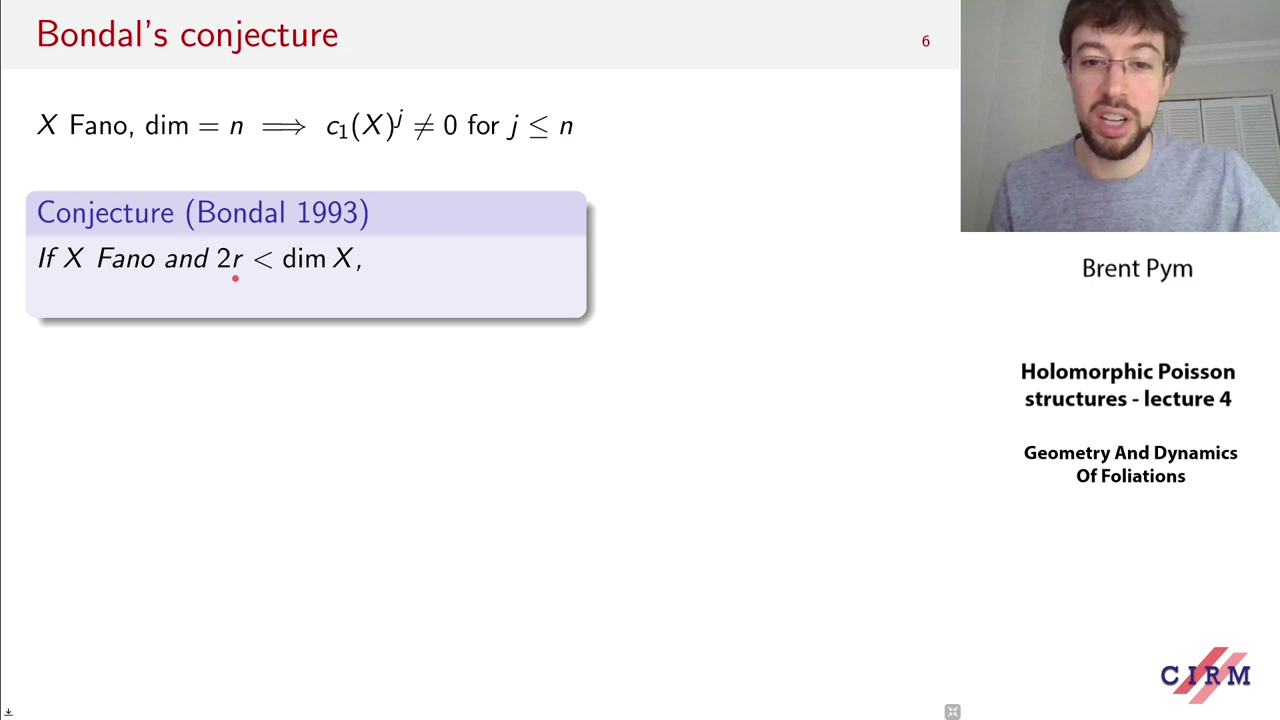 Bondal's conjecture
6
X Fano, dim = n ⟹ c₁(X)ʲ ≠ 0 for j ≤ n
Conjecture (Bondal 1993)
If X Fano and 2r < dim X,
Brent Pym
Holomorphic Poisson
structures - lecture 4
Geometry And Dynamics
Of Foliations
CIRM